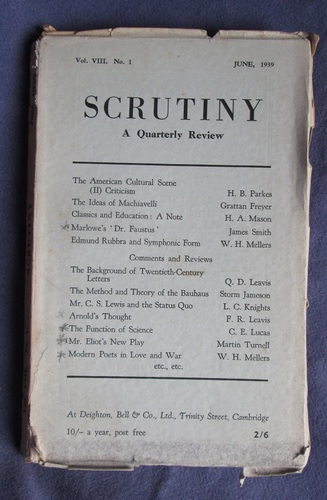 Vol. VIII. No. 1 JUNE, 1939
SCRUTINY
A Quarterly Review
The American Cultural Scene
(II) Criticism H. B. Parkes
The Ideas of Machiavelli Grattan Freyer
Classics and Education: A Note H. A. Mason
Marlowe's 'Dr. Faustus' James Smith
Edmund Rubbra and Symphonic Form W. H. Mellers
Comments and Reviews
The Background of Twentieth-Century
Letters Q. D. Leavis
The Method and Theory of the Bauhaus Storm Jameson
Mr. C. S. Lewis and the Status Quo L. C. Knights
Arnold's Thought F. R. Leavis
The Function of Science C. E. Lucas
Mr. Eliot's New Play Martin Turnell
Modern Poets in Love and War W. H. Mellers
etc., etc.
At Deighton, Bell & Co., Ltd., Trinity Street, Cambridge
10/- a year, post free 2/6